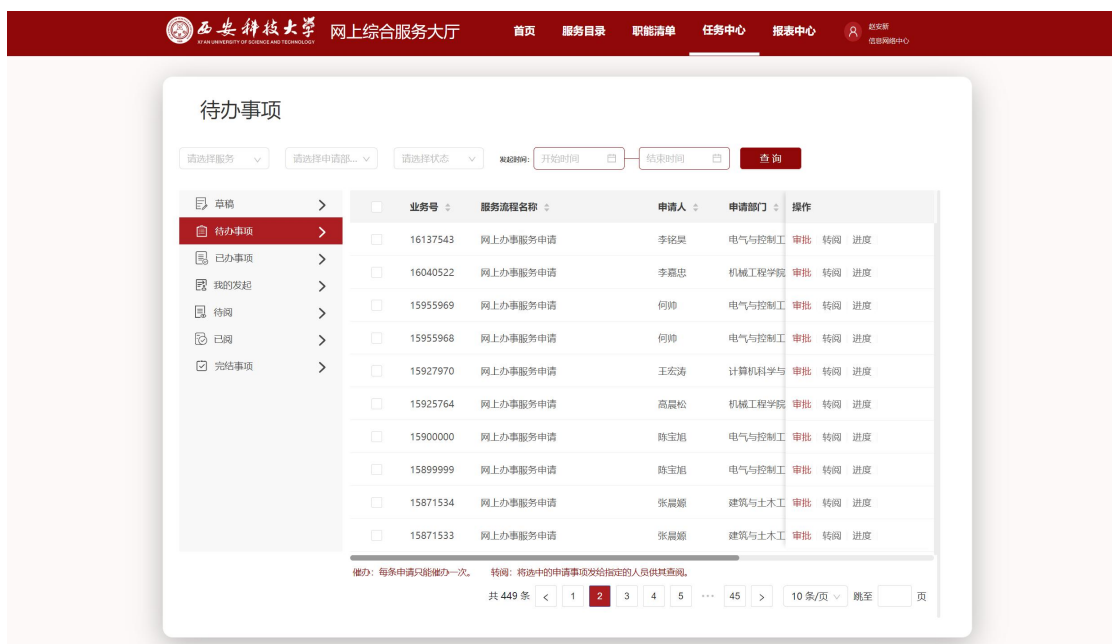 西安科技大学 网上综合服务大厅 首页 服务目录 职能清单 任务中心 报表中心 赵安新
XI'AN UNIVERSITY OF SCIENCE AND TECHNOLOGY 信息网络中心
待办事项
请选择服务 请选择申请部... 请选择状态 发起时间: 开始时间 结束时间 查询
草稿
待办事项
已办事项
我的发起
待阅
已阅
完结事项
业务号 服务流程名称 申请人 申请部门 操作
16137543 网上办事服务申请 李铭昊 电气与控制工 审批 转阅 进度
16040522 网上办事服务申请 李嘉忠 机械工程学院 审批 转阅 进度
15955969 网上办事服务申请 何帅 电气与控制工 审批 转阅 进度
15955968 网上办事服务申请 何帅 电气与控制工 审批 转阅 进度
15927970 网上办事服务申请 王宏涛 计算机科学与 审批 转阅 进度
15925764 网上办事服务申请 高晨松 机械工程学院 审批 转阅 进度
15900000 网上办事服务申请 陈宝旭 电气与控制工 审批 转阅 进度
15899999 网上办事服务申请 陈宝旭 电气与控制工 审批 转阅 进度
15871534 网上办事服务申请 张晨嫄 建筑与土木工 审批 转阅 进度
15871533 网上办事服务申请 张晨嫄 建筑与土木工 审批 转阅 进度
催办：每条申请只能催办一次。 转阅：将选中的申请事项发给指定的人员供其查阅。
共 449 条 < 1 2 3 4 5 ••• 45 > 10 条/页 跳至 页